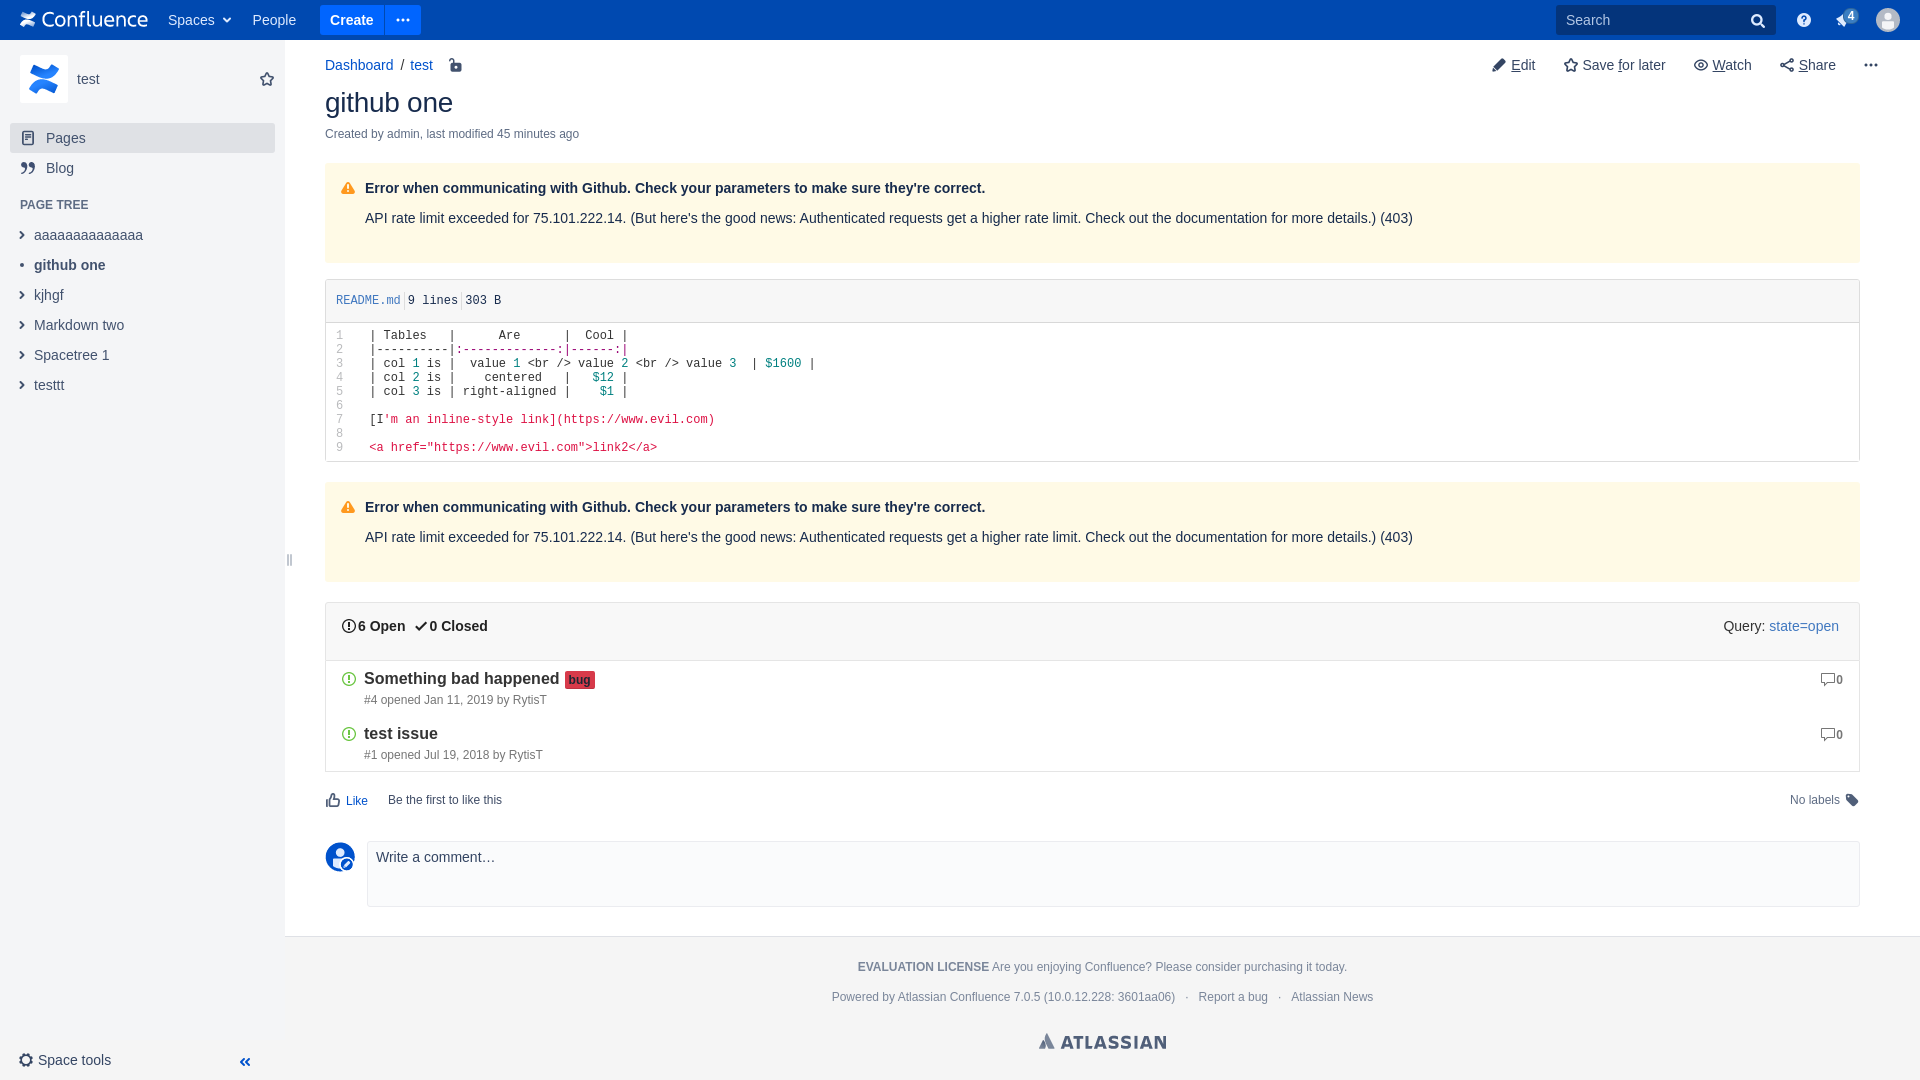 Confluence Spaces People Create Search 4
test
Pages
Blog
PAGE TREE
aaaaaaaaaaaaaa
github one
kjhgf
Markdown two
Spacetree 1
testtt
Space tools
Dashboard / test
Edit Save for later Watch Share
github one
Created by admin, last modified 45 minutes ago
Error when communicating with Github. Check your parameters to make sure they're correct.
API rate limit exceeded for 75.101.222.14. (But here's the good news: Authenticated requests get a higher rate limit. Check out the documentation for more details.) (403)
README.md 9 lines 303 B
1 | Tables   |      Are      |  Cool |
2 |----------|:-------------:|------:|
3 | col 1 is |  value 1 <br /> value 2 <br /> value 3  | $1600 |
4 | col 2 is |    centered   |   $12 |
5 | col 3 is | right-aligned |    $1 |
6
7 [I'm an inline-style link](https://www.evil.com)
8
9 <a href="https://www.evil.com">link2</a>
Error when communicating with Github. Check your parameters to make sure they're correct.
API rate limit exceeded for 75.101.222.14. (But here's the good news: Authenticated requests get a higher rate limit. Check out the documentation for more details.) (403)
6 Open 0 Closed Query: state=open
Something bad happened bug 0
#4 opened Jan 11, 2019 by RytisT
test issue 0
#1 opened Jul 19, 2018 by RytisT
Like Be the first to like this No labels
Write a comment…
EVALUATION LICENSE Are you enjoying Confluence? Please consider purchasing it today.
Powered by Atlassian Confluence 7.0.5 (10.0.12.228: 3601aa06) · Report a bug · Atlassian News
ATLASSIAN